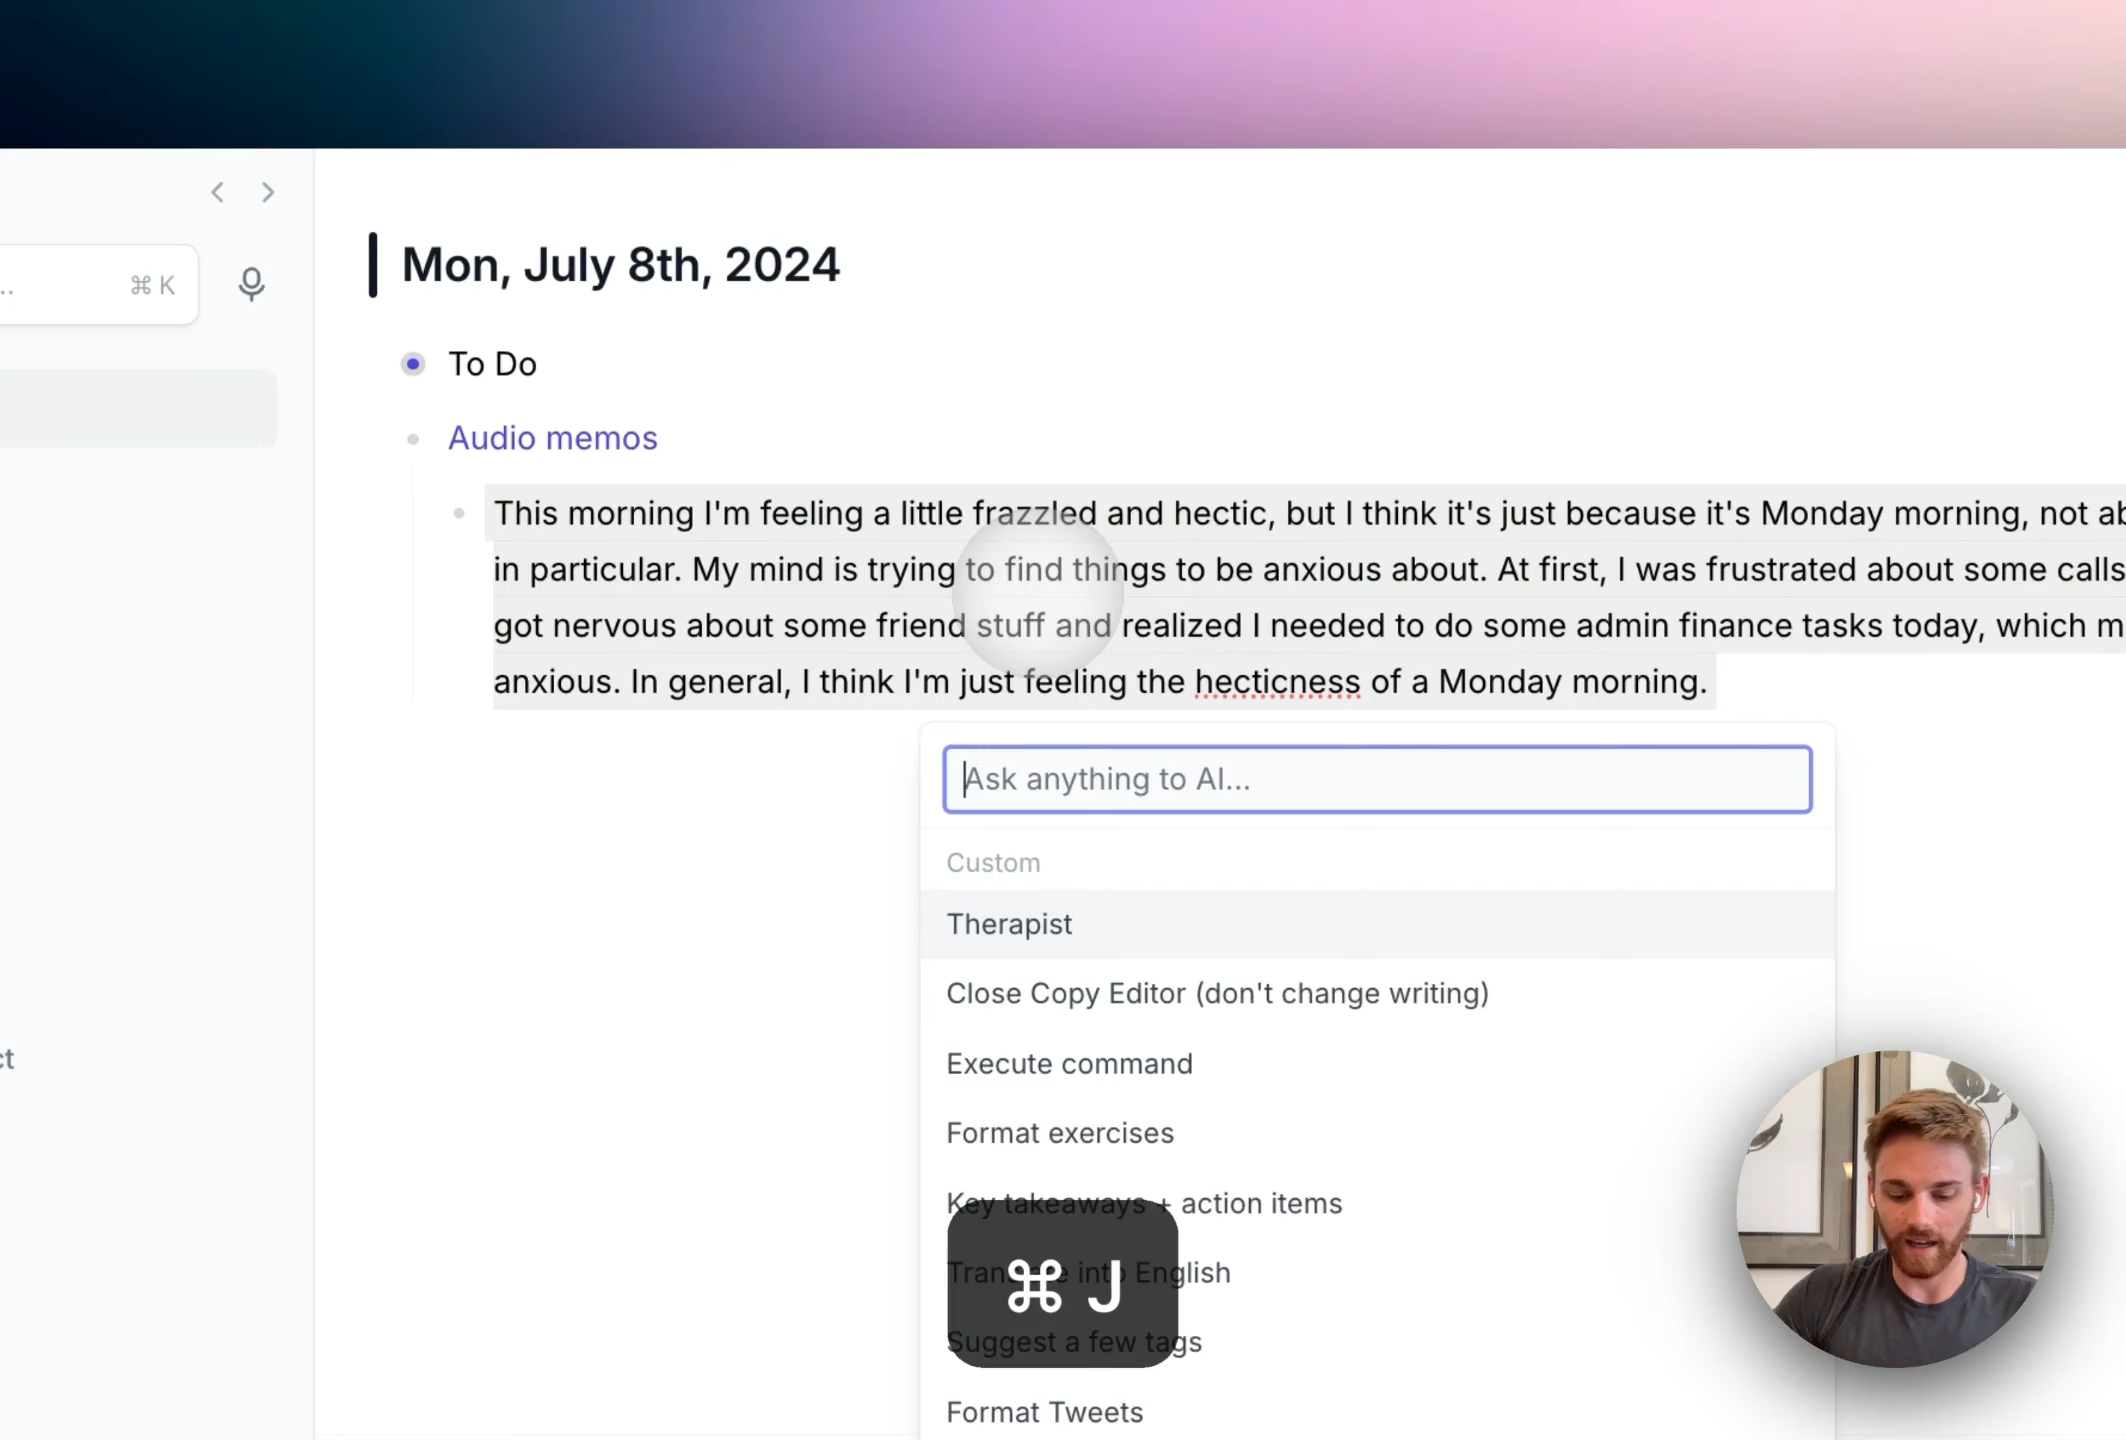 ..
⌘ K
Mon, July 8th, 2024
To Do
Audio memos
This morning I'm feeling a little frazzled and hectic, but I think it's just because it's Monday morning, not
in particular. My mind is trying to find things to be anxious about. At first, I was frustrated about some calls
got nervous about some friend stuff and realized I needed to do some admin finance tasks today, which
anxious. In general, I think I'm just feeling the hecticness of a Monday morning.
Ask anything to AI...
Custom
Therapist
Close Copy Editor (don't change writing)
Execute command
Format exercises
Key takeaways + action items
Translate into English
⌘ J
Suggest a few tags
Format Tweets
ct